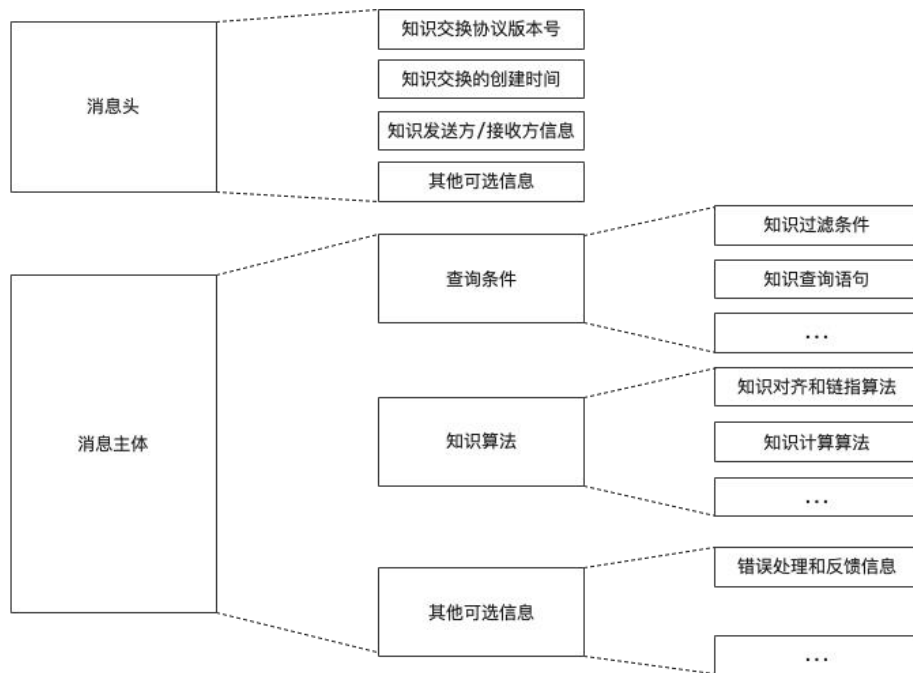 知识交换协议版本号
知识交换的创建时间
消息头
知识发送方/接收方信息
其他可选信息
知识过滤条件
查询条件
知识查询语句
...
知识对齐和链指算法
消息主体
知识算法
知识计算算法
...
错误处理和反馈信息
其他可选信息
...